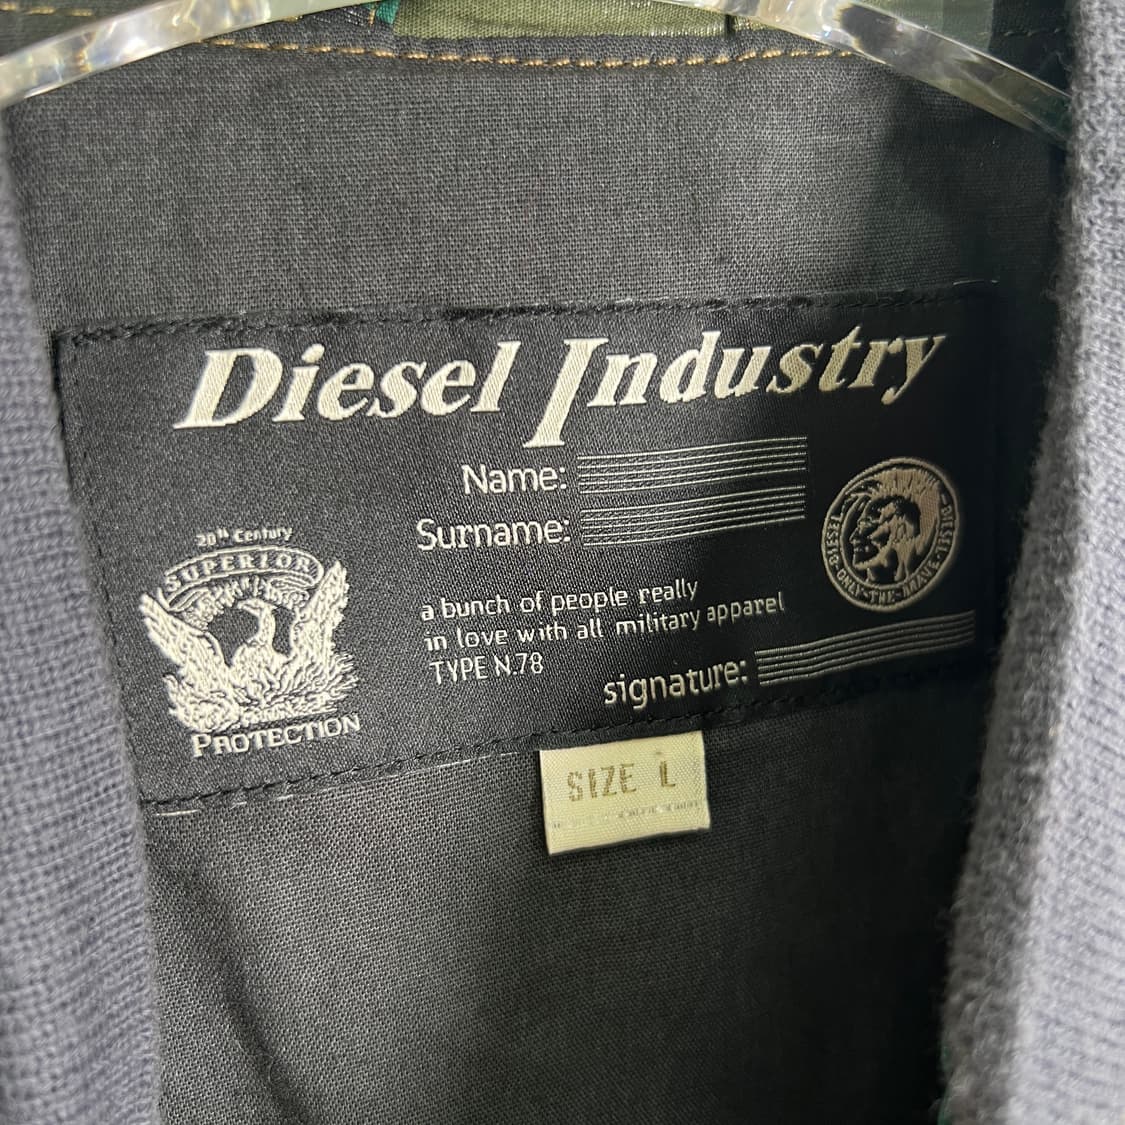 Diesel Industry
Name:
Surname:
20th Century
SUPERIOR
PROTECTION
a bunch of people really
in love with all military apparel
TYPE N.78
signature:
DIESEL
ONLY·THE·BRAVE
SIZE L